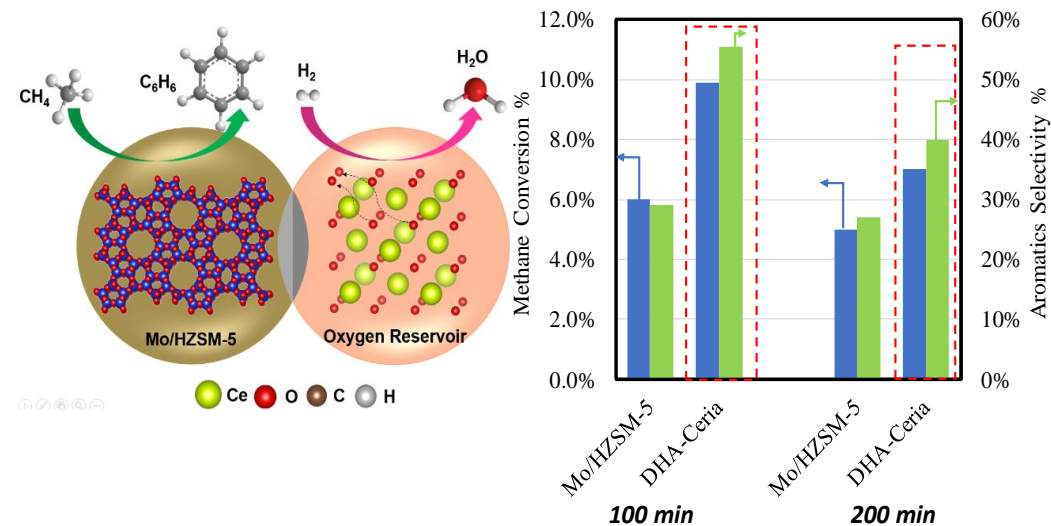 CH4
C6H6
H2
H2O
Mo/HZSM-5
Oxygen Reservoir
Ce
O
C
H
Methane Conversion %
12.0%
10.0%
8.0%
6.0%
4.0%
2.0%
0.0%
60%
50%
40%
30%
20%
10%
0%
Aromatics Selectivity %
Mo/HZSM-5
DHA-Ceria
Mo/HZSM-5
DHA-Ceria
100 min
200 min